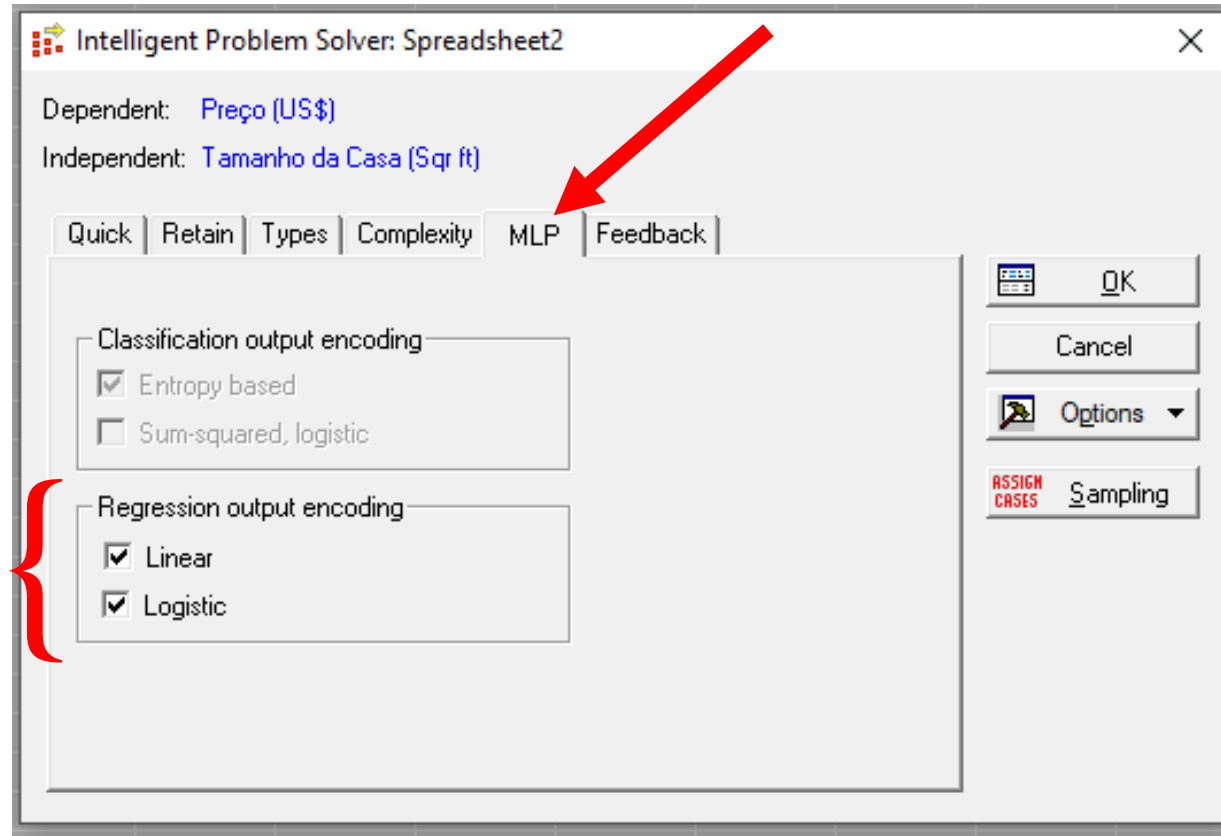 Intelligent Problem Solver: Spreadsheet2
Dependent: Preço (US$)
Independent: Tamanho da Casa (Sqr ft)
Quick Retain Types Complexity MLP Feedback
OK
Classification output encoding
Cancel
Entropy based
Options
Sum-squared, logistic
ASSIGN CASES Sampling
Regression output encoding
Linear
Logistic